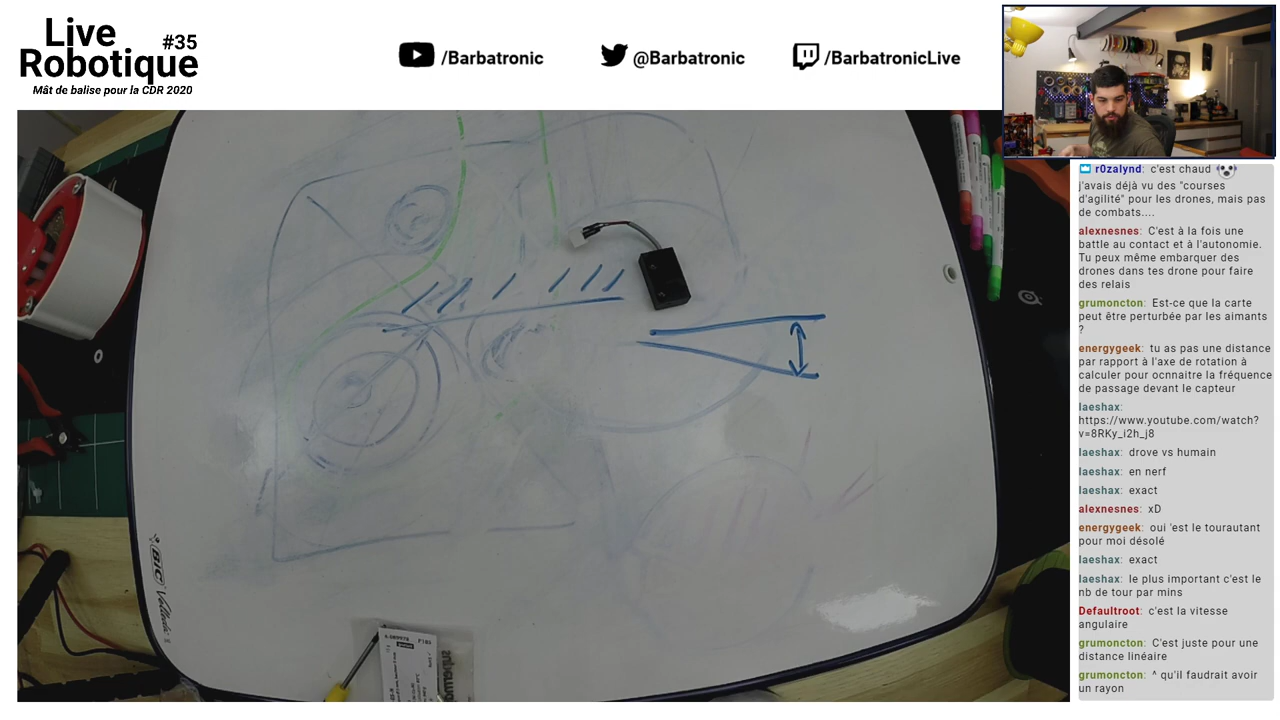 Live
Robotique #35
Mât de balise pour la CDR 2020
/Barbatronic
@Barbatronic
/BarbatronicLive
r0zalynd: c'est chaud
j'avais déjà vu des "courses
d'agilité" pour les drones, mais pas
de combats....
alexnesnes: C'est à la fois une
battle au contact et à l'autonomie.
Tu peux même embarquer des
drones dans tes drone pour faire
des relais
grumoncton: Est-ce que la carte
peut être perturbée par les aimants
?
energygeek: tu as pas une distance
par rapport à l'axe de rotation à
calculer pour ocnnaitre la fréquence
de passage devant le capteur
laeshax:
https://www.youtube.com/watch?
v=8RKy_i2h_j8
laeshax: drove vs humain
laeshax: en nerf
laeshax: exact
alexnesnes: xD
energygeek: oui 'est le tourautant
pour moi désolé
laeshax: exact
laeshax: le plus important c'est le
nb de tour par mins
Defaultroot: c'est la vitesse
angulaire
grumoncton: C'est juste pour une
distance linéaire
grumoncton: ^ qu'il faudrait avoir
un rayon
BIC
Velleda